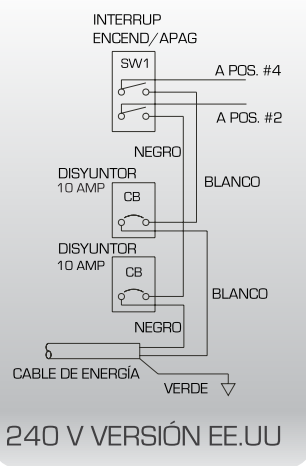 INTERRUP
ENCEND/APAG
SW1
A POS. #4
A POS. #2
NEGRO
DISYUNTOR
10 AMP
BLANCO
CB
DISYUNTOR
10 AMP
CB
BLANCO
NEGRO
CABLE DE ENERGÍA
VERDE
240 V VERSIÓN EE.UU